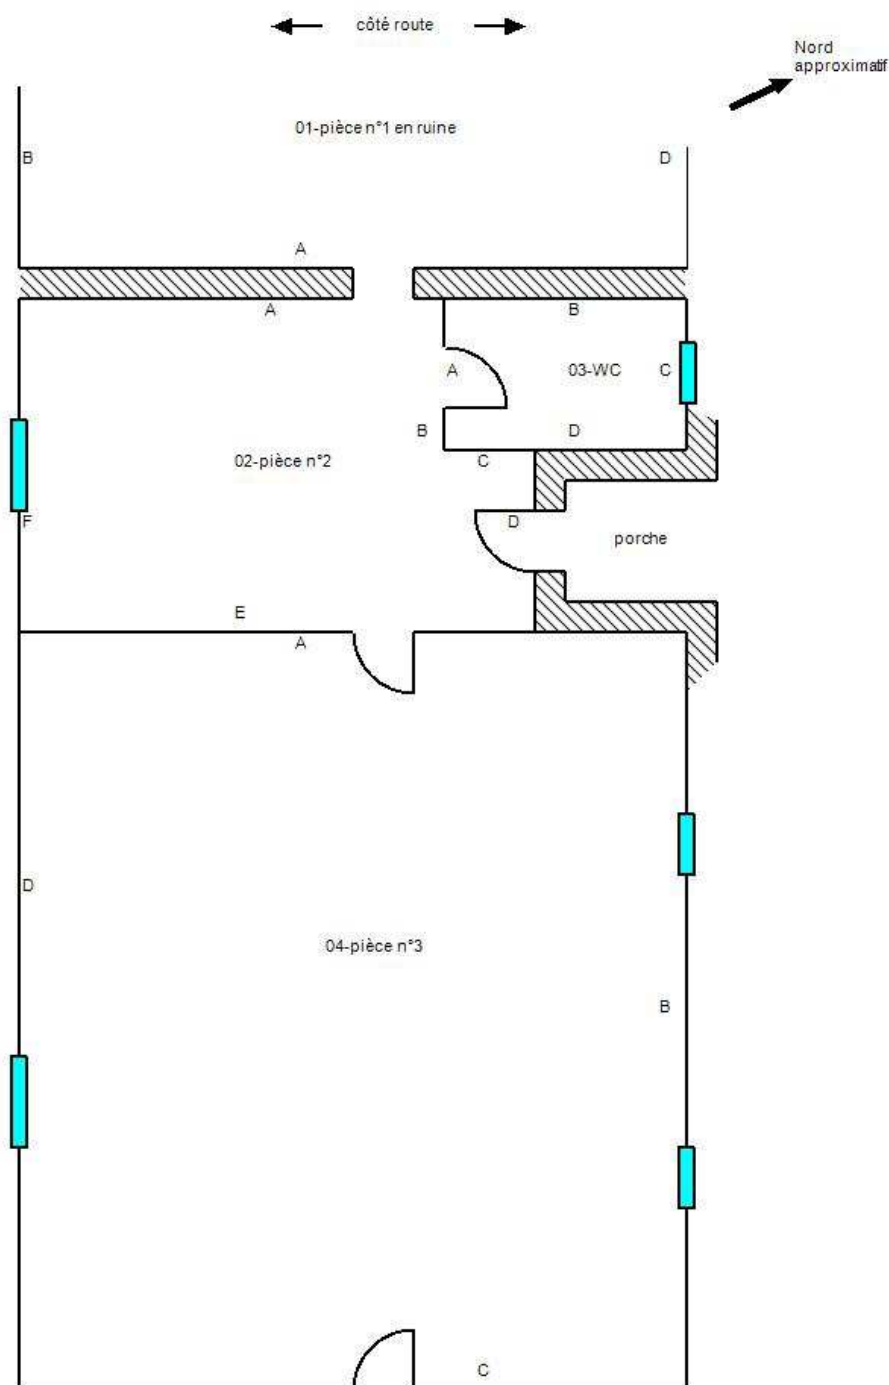 côté route
Nord
approximatif
01-pièce n°1 en ruine
B
D
A
A
B
A
03-WC
C
B
D
02-pièce n°2
C
F
D
porche
E
A
D
04-pièce n°3
B
C